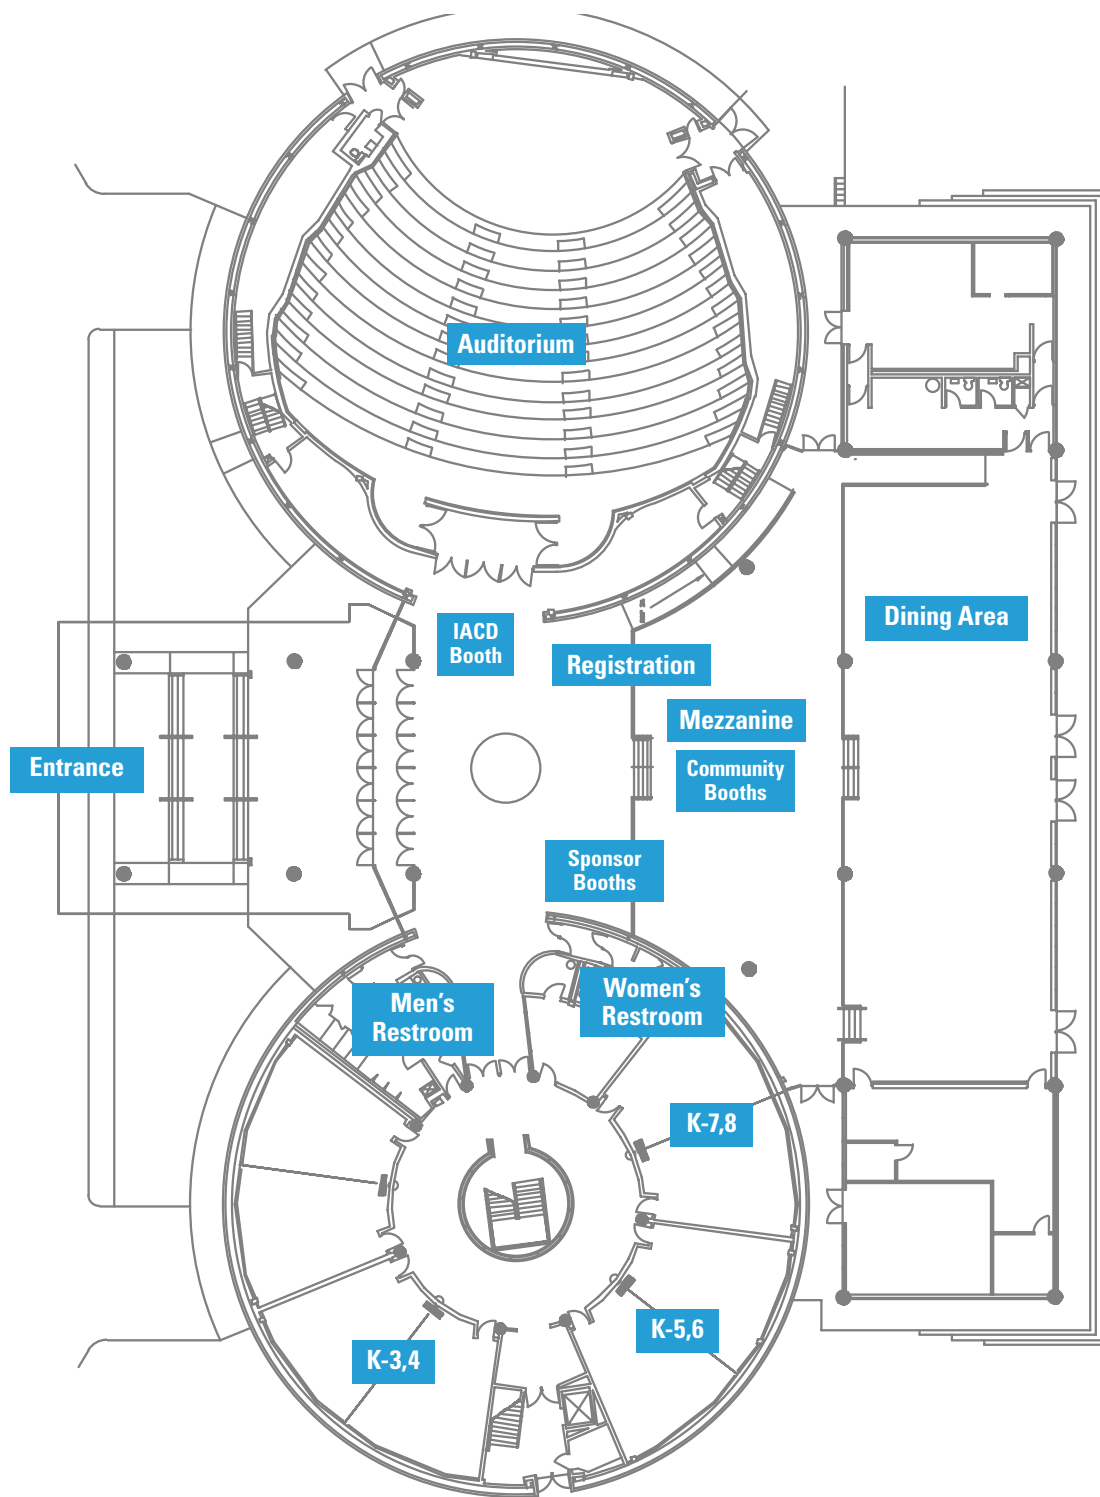 Auditorium
IACD
Booth
Dining Area
Registration
Mezzanine
Entrance
Community
Booths
Sponsor
Booths
Men's
Restroom
Women's
Restroom
K-7,8
K-5,6
K-3,4